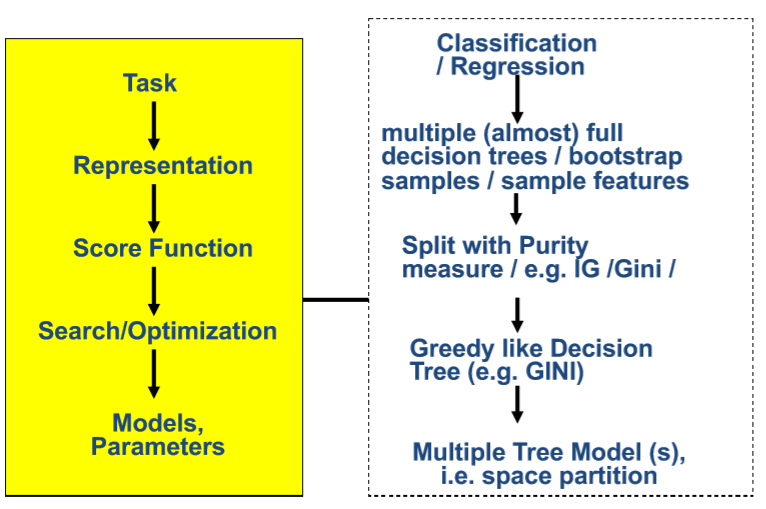 Task
Representation
Score Function
Search/Optimization
Models,
Parameters
Classification
/ Regression
multiple (almost) full
decision trees / bootstrap
samples / sample features
Split with Purity
measure / e.g. IG /Gini /
Greedy like Decision
Tree (e.g. GINI)
Multiple Tree Model (s),
i.e. space partition